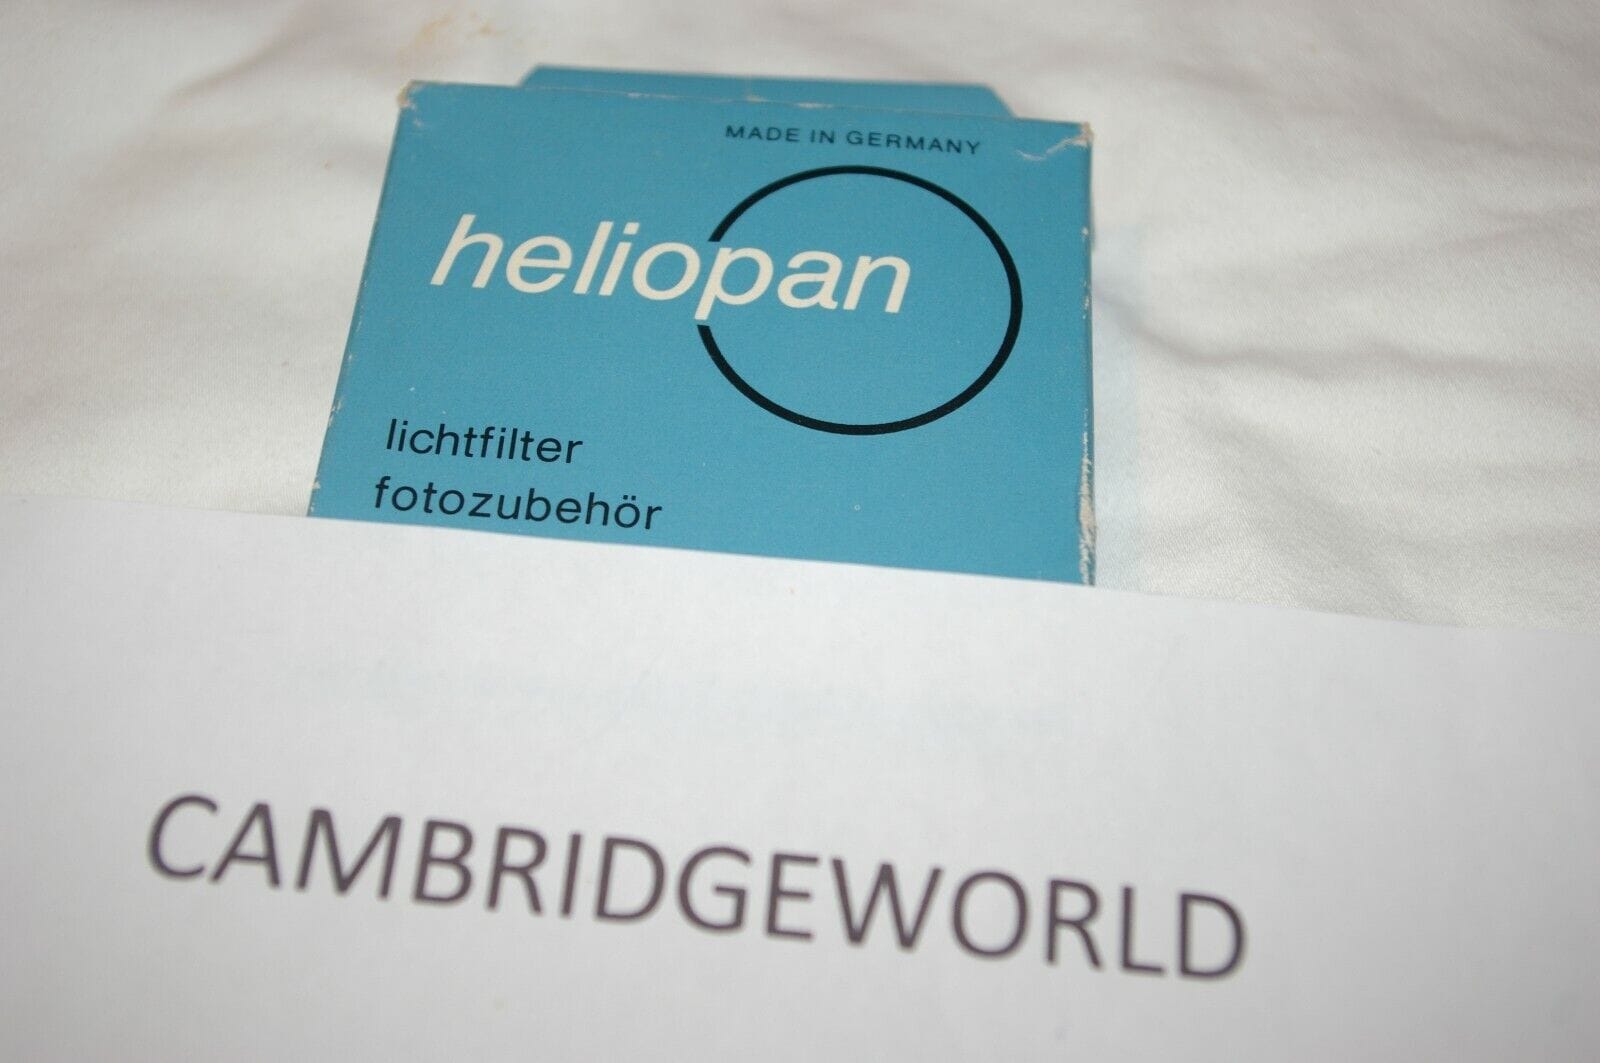 MADE IN GERMANY
heliopan
lichtfilter
fotozubehör
CAMBRIDGEWORLD